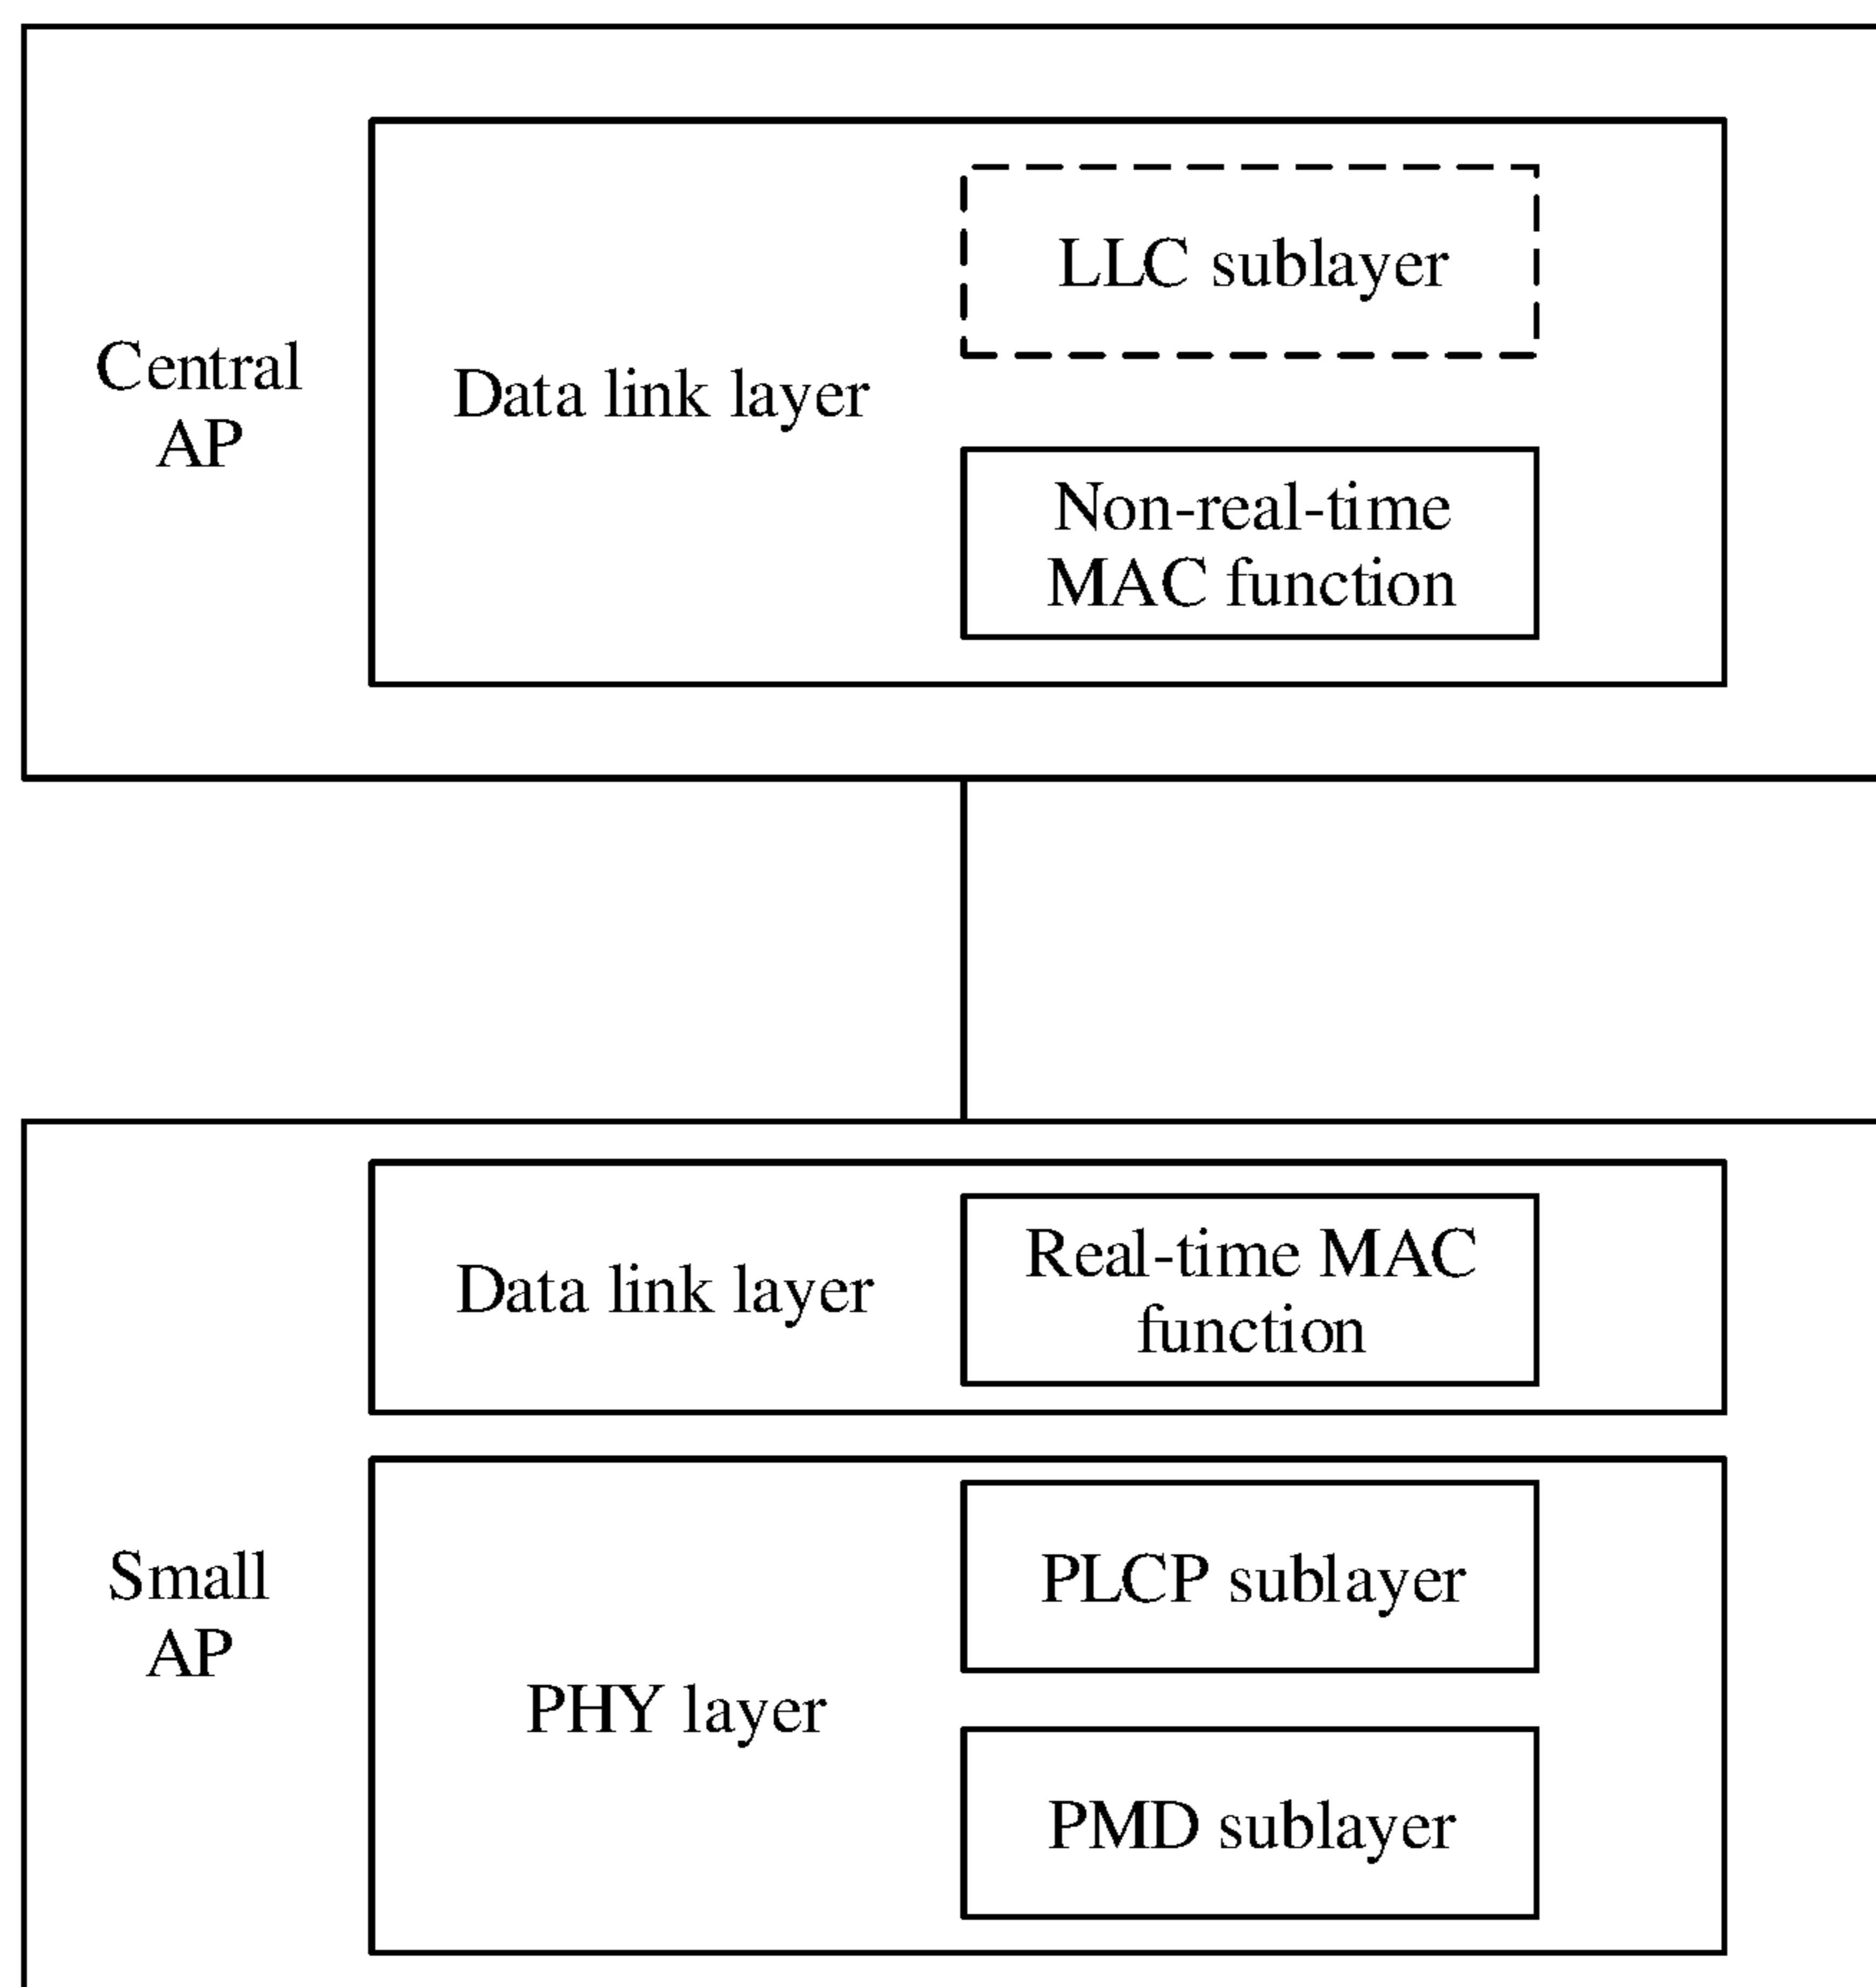 Central
AP
Data link layer
LLC sublayer
Non-real-time
MAC function
Small
AP
Data link layer
Real-time MAC
function
PHY layer
PLCP sublayer
PMD sublayer